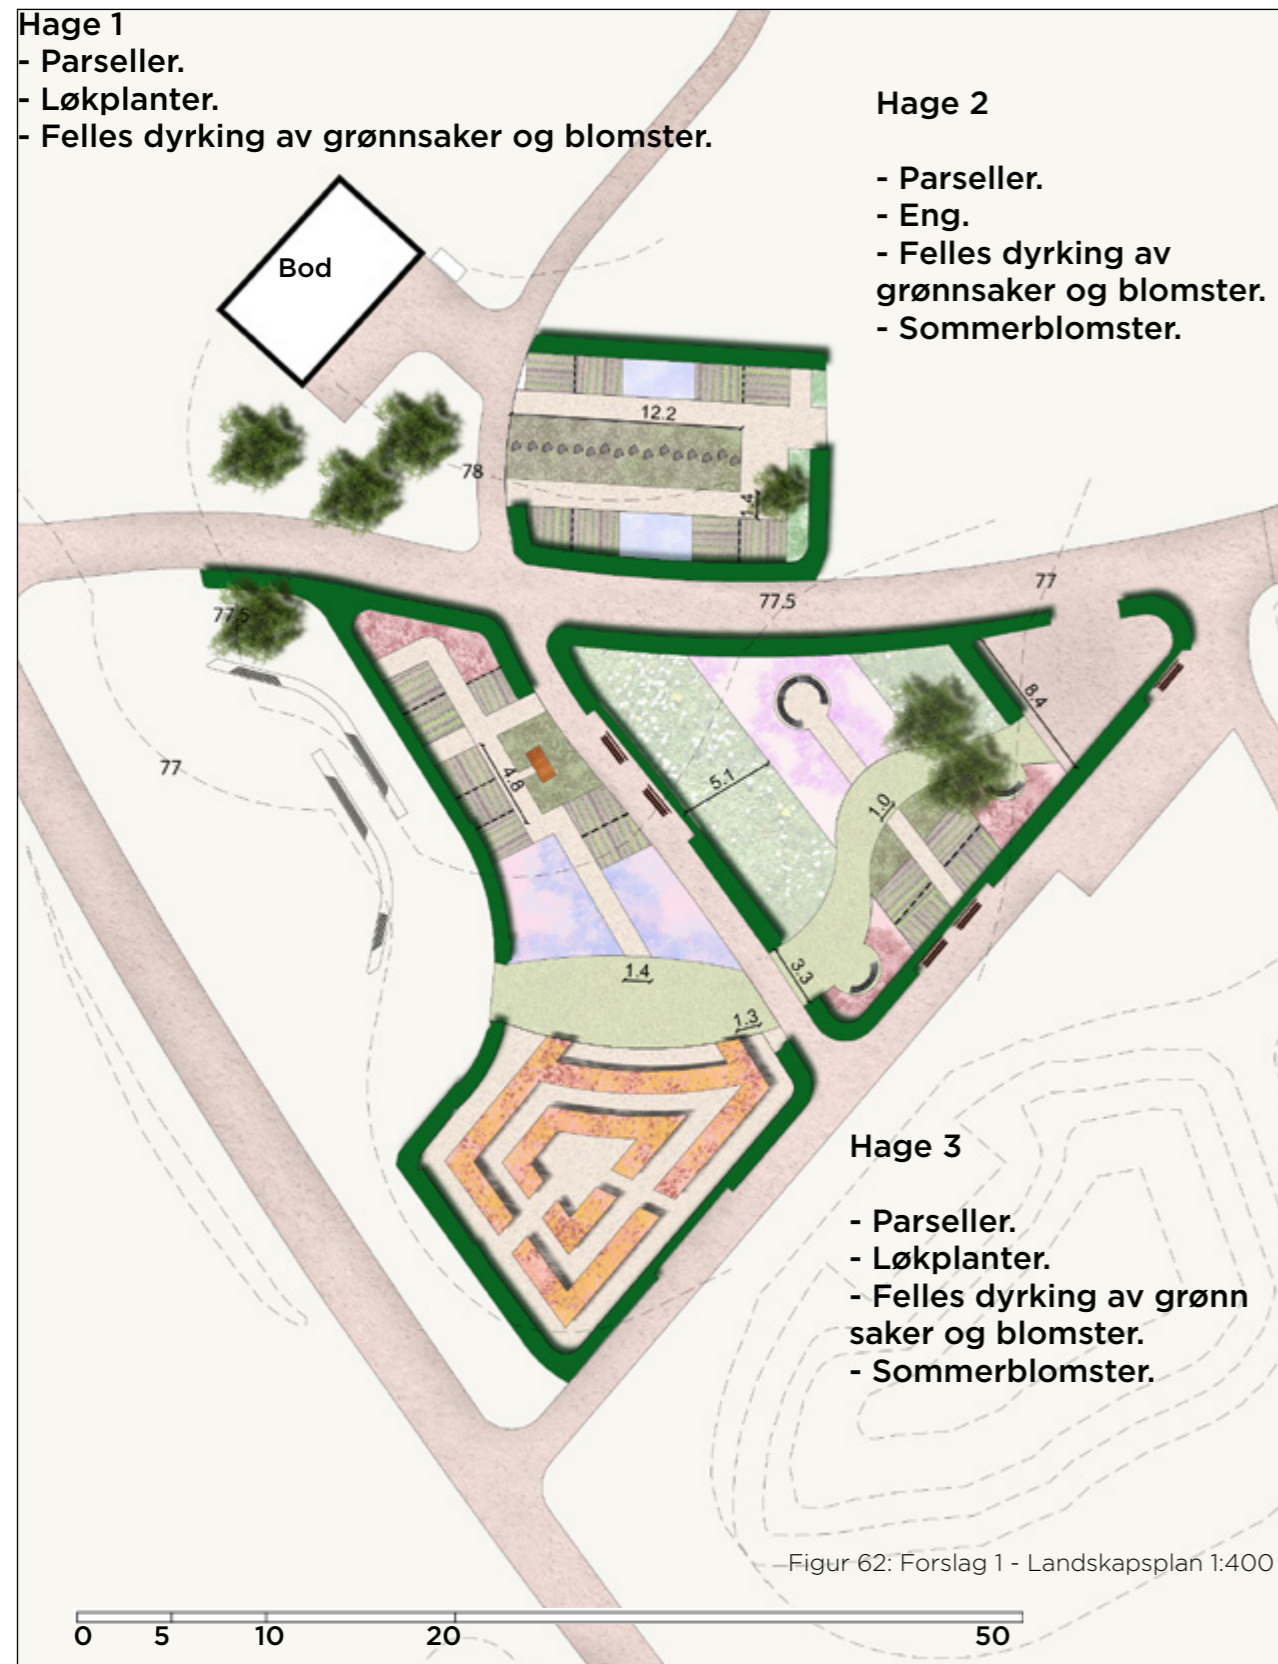 Hage 1
- Parseller.
- Løkplanter.
- Felles dyrking av grønnsaker og blomster.
Hage 2
- Parseller.
- Eng.
- Felles dyrking av
grønnsaker og blomster.
- Sommerblomster.
Bod
12.2
78
1.4
77.5
77
77.5
8.4
77
4.8
5.1
1.0
3.3
1.4
1.3
Hage 3
- Parseller.
- Løkplanter.
- Felles dyrking av grønn
saker og blomster.
- Sommerblomster.
Figur 62: Forslag 1 - Landskapsplan 1:400
0 5 10 20 50